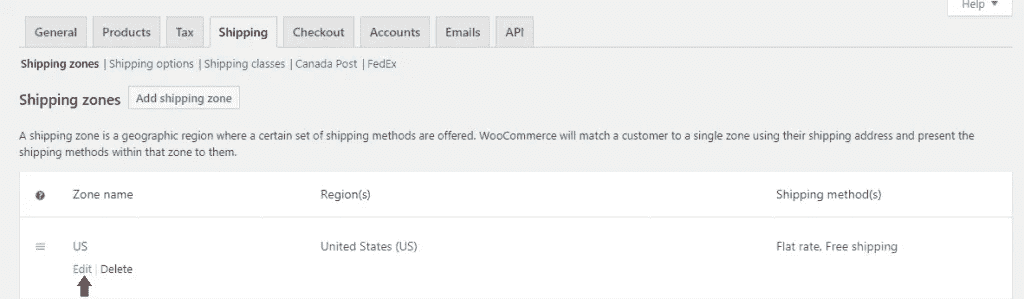 Help
General Products Tax Shipping Checkout Accounts Emails API
Shipping zones | Shipping options | Shipping classes | Canada Post | FedEx
Shipping zones Add shipping zone
A shipping zone is a geographic region where a certain set of shipping methods are offered. WooCommerce will match a customer to a single zone using their shipping address and present the
shipping methods within that zone to them.
Zone name Region(s) Shipping method(s)
US United States (US) Flat rate, Free shipping
Edit | Delete